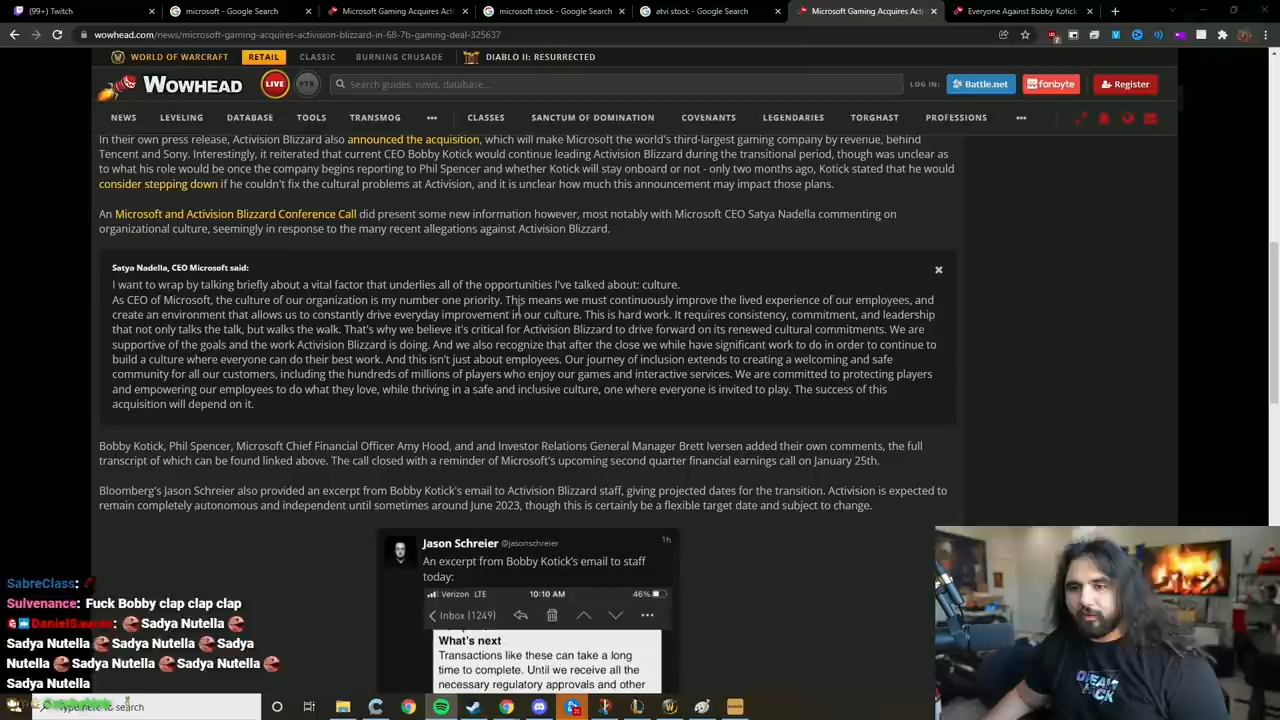 (99+) Twitch
microsoft - Google Search
Microsoft Gaming Acquires Activ
microsoft stock - Google Search
atvi stock - Google Search
Microsoft Gaming Acquires Activ
Everyone Against Bobby Kotick
wowhead.com/news/microsoft-gaming-acquires-activision-blizzard-in-68-7b-gaming-deal-325637
WORLD OF WARCRAFT RETAIL CLASSIC BURNING CRUSADE DIABLO II: RESURRECTED
WOWHEAD LIVE PTR Search guides, news, database... LOG IN: Battle.net fanbyte Register
NEWS LEVELING DATABASE TOOLS TRANSMOG ••• CLASSES SANCTUM OF DOMINATION COVENANTS LEGENDARIES TORGHAST PROFESSIONS •••
In their own press release, Activision Blizzard also announced the acquisition, which will make Microsoft the world's third-largest gaming company by revenue, behind
Tencent and Sony. Interestingly, it reiterated that current CEO Bobby Kotick would continue leading Activision Blizzard during the transitional period, though was unclear as
to what his role would be once the company begins reporting to Phil Spencer and whether Kotick will stay onboard or not - only two months ago, Kotick stated that he would
consider stepping down if he couldn't fix the cultural problems at Activision, and it is unclear how much this announcement may impact those plans.
An Microsoft and Activision Blizzard Conference Call did present some new information however, most notably with Microsoft CEO Satya Nadella commenting on
organizational culture, seemingly in response to the many recent allegations against Activision Blizzard.
Satya Nadella, CEO Microsoft said:
I want to wrap by talking briefly about a vital factor that underlies all of the opportunities I've talked about: culture.
As CEO of Microsoft, the culture of our organization is my number one priority. This means we must continuously improve the lived experience of our employees, and
create an environment that allows us to constantly drive everyday improvement in our culture. This is hard work. It requires consistency, commitment, and leadership
that not only talks the talk, but walks the walk. That's why we believe it's critical for Activision Blizzard to drive forward on its renewed cultural commitments. We are
supportive of the goals and the work Activision Blizzard is doing. And we also recognize that after the close we while have significant work to do in order to continue to
build a culture where everyone can do their best work. And this isn't just about employees. Our journey of inclusion extends to creating a welcoming and safe
community for all our customers, including the hundreds of millions of players who enjoy our games and interactive services. We are committed to protecting players
and empowering our employees to do what they love, while thriving in a safe and inclusive culture, one where everyone is invited to play. The success of this
acquisition will depend on it.
Bobby Kotick, Phil Spencer, Microsoft Chief Financial Officer Amy Hood, and and Investor Relations General Manager Brett Iversen added their own comments, the full
transcript of which can be found linked above. The call closed with a reminder of Microsoft's upcoming second quarter financial earnings call on January 25th.
Bloomberg's Jason Schreier also provided an excerpt from Bobby Kotick's email to Activision Blizzard staff, giving projected dates for the transition. Activision is expected to
remain completely autonomous and independent until sometimes around June 2023, though this is certainly be a flexible target date and subject to change.
Jason Schreier @jasonschreier 1h
An excerpt from Bobby Kotick's email to staff
today:
Verizon LTE 10:10 AM 46%
Inbox (1249)
What's next
Transactions like these can take a long
time to complete. Until we receive all the
necessary regulatory approvals and other
SabreClass:
Suivenance: Fuck Bobby clap clap clap
Sadya Nutella
Sadya Nutella Sadya Nutella Sadya
Nutella Sadya Nutella Sadya Nutella
Sadya Nutella
Type here to search